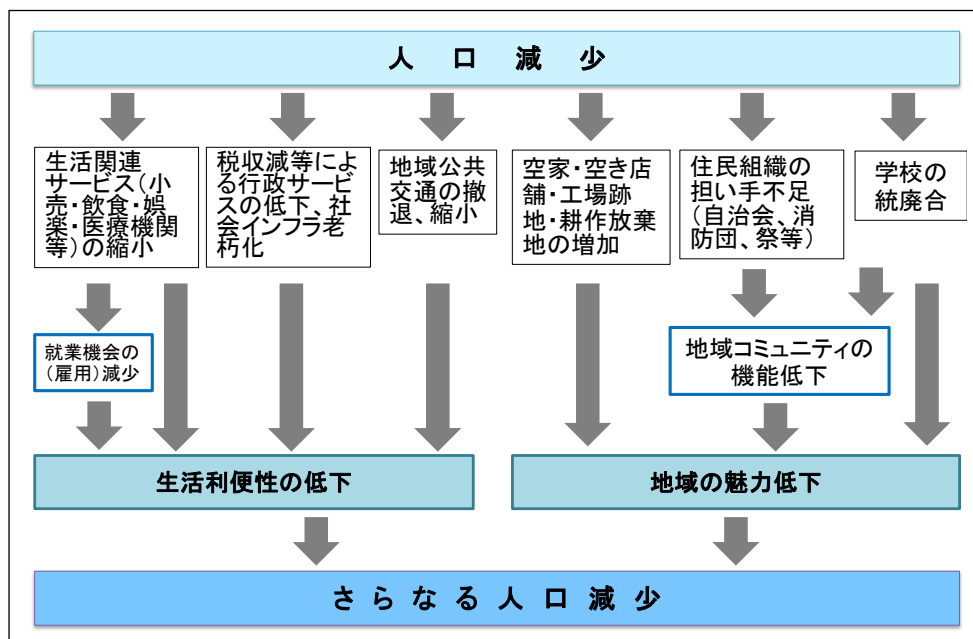 人口減少
生活関連
サービス(小
売・飲食・娯
楽・医療機関
等)の縮小
税収減等によ
る行政サービ
スの低下、社
会インフラ老
朽化
地域公共
交通の撤
退、縮小
空家・空き店
舗・工場跡
地・耕作放棄
地の増加
住民組織の
担い手不足
(自治会、消
防団、祭等)
学校の
統廃合
就業機会の
(雇用)減少
地域コミュニティの
機能低下
生活利便性の低下
地域の魅力低下
さらなる人口減少